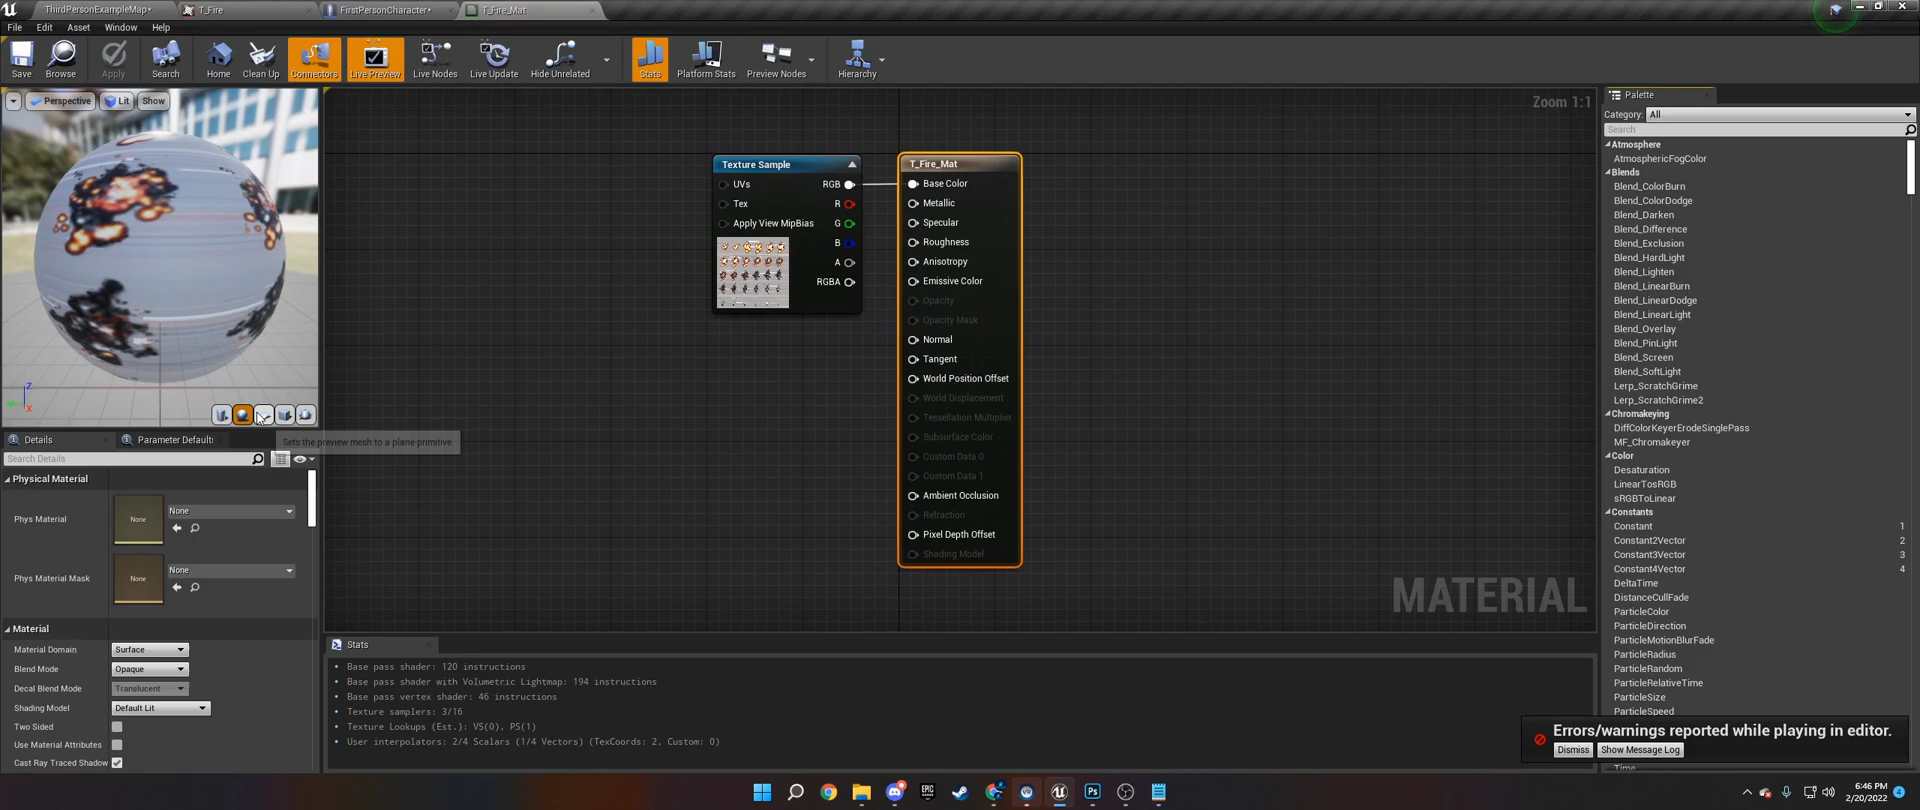 ThirdPersonExampleMap*
T_Fire
FirstPersonCharacter*
T_Fire_Mat
File
Edit
Asset
Window
Help
Save
Browse
Apply
Search
Home
Clean Up
Connectors
Live Preview
Live Nodes
Live Update
Hide Unrelated
Stats
Platform Stats
Preview Nodes
Hierarchy
Perspective
Lit
Show
Z
X
Sets the preview mesh to a plane primitive.
Details
Parameter Defaults
Search Details
Physical Material
Phys Material
None
None
Phys Material Mask
None
None
Material
Material Domain
Surface
Blend Mode
Opaque
Decal Blend Mode
Translucent
Shading Model
Default Lit
Two Sided
Use Material Attributes
Cast Ray Traced Shadow
Zoom 1:1
Texture Sample
UVs
RGB
Tex
R
Apply View MipBias
G
B
A
RGBA
T_Fire_Mat
Base Color
Metallic
Specular
Roughness
Anisotropy
Emissive Color
Opacity
Opacity Mask
Normal
Tangent
World Position Offset
World Displacement
Tessellation Multiplier
Subsurface Color
Custom Data 0
Custom Data 1
Ambient Occlusion
Refraction
Pixel Depth Offset
Shading Model
MATERIAL
Stats
Base pass shader: 120 instructions
Base pass shader with Volumetric Lightmap: 194 instructions
Base pass vertex shader: 46 instructions
Texture samplers: 3/16
Texture Lookups (Est.): VS(0), PS(1)
User interpolators: 2/4 Scalars (1/4 Vectors) (TexCoords: 2, Custom: 0)
Palette
Category: All
Search
Atmosphere
AtmosphericFogColor
Blends
Blend_ColorBurn
Blend_ColorDodge
Blend_Darken
Blend_Difference
Blend_Exclusion
Blend_HardLight
Blend_Lighten
Blend_LinearBurn
Blend_LinearDodge
Blend_LinearLight
Blend_Overlay
Blend_PinLight
Blend_Screen
Blend_SoftLight
Lerp_ScratchGrime
Lerp_ScratchGrime2
Chromakeying
DiffColorKeyerErodeSinglePass
MF_Chromakeyer
Color
Desaturation
LinearTosRGB
sRGBToLinear
Constants
Constant 1
Constant2Vector 2
Constant3Vector 3
Constant4Vector 4
DeltaTime
DistanceCullFade
ParticleColor
ParticleDirection
ParticleMotionBlurFade
ParticleRadius
ParticleRandom
ParticleRelativeTime
ParticleSize
ParticleSpeed
Time
Errors/warnings reported while playing in editor.
Dismiss
Show Message Log
EPIC
Ps
6:46 PM
2/20/2022
4